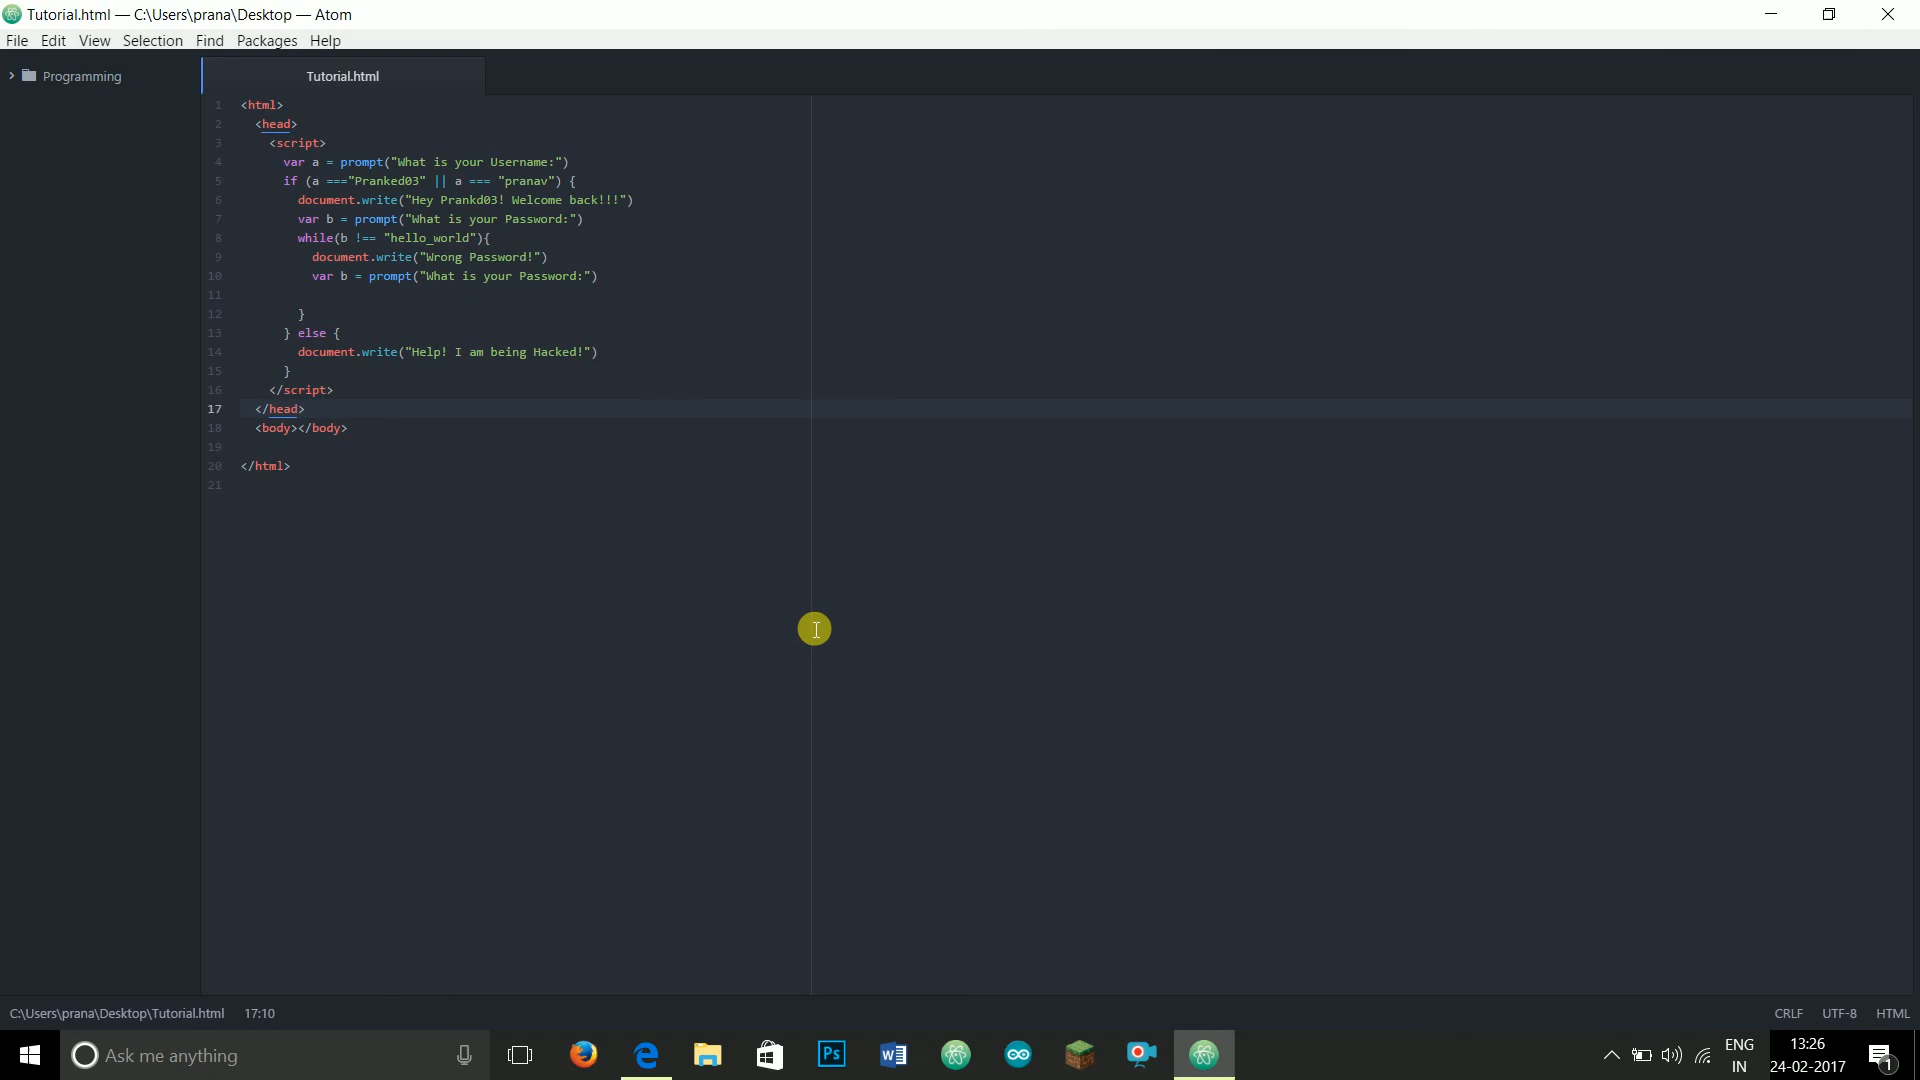 Tutorial.html — C:\Users\prana\Desktop — Atom
File Edit View Selection Find Packages Help
Programming
Tutorial.html
1 <html>
2 <head>
3 <script>
4 var a = prompt("What is your Username:")
5 if (a ==="Pranked03" || a === "pranav") {
6 document.write("Hey Prankd03! Welcome back!!!")
7 var b = prompt("What is your Password:")
8 while(b !== "hello_world"){
9 document.write("Wrong Password!")
10 var b = prompt("What is your Password:")
11
12 }
13 } else {
14 document.write("Help! I am being Hacked!")
15 }
16 </script>
17 </head>
18 <body></body>
19
20 </html>
21
C:\Users\prana\Desktop\Tutorial.html 17:10 CRLF UTF-8 HTML
Ask me anything
Ps
W
ENG
IN
13:26
24-02-2017
1